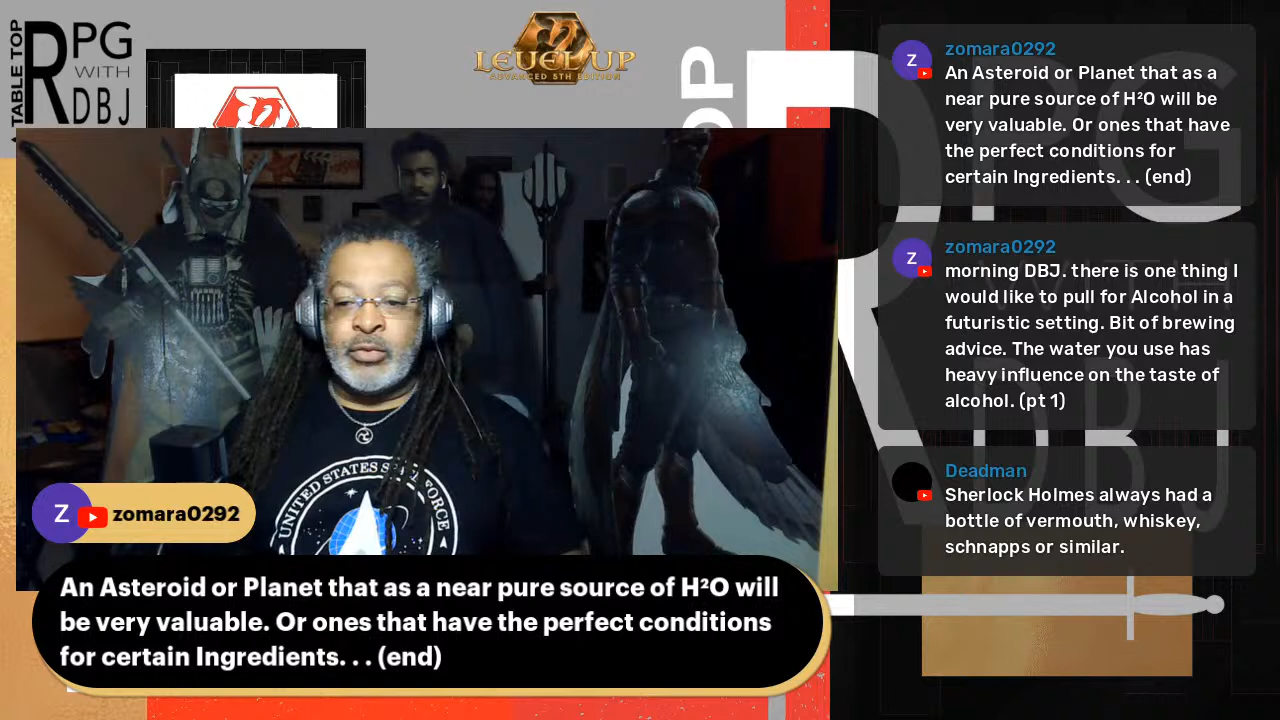 TABLE TOP
RPG
WITH
DBJ
LEVEL UP
ADVANCED 5TH EDITION
UNITED STATES SPACE FORCE
zomara0292
An Asteroid or Planet that as a near pure source of H²O will
be very valuable. Or ones that have the perfect conditions
for certain Ingredients. . . (end)
Z
zomara0292
An Asteroid or Planet that as a
near pure source of H²O will be
very valuable. Or ones that have
the perfect conditions for
certain Ingredients. . . (end)
Z
zomara0292
morning DBJ. there is one thing I
would like to pull for Alcohol in a
futuristic setting. Bit of brewing
advice. The water you use has
heavy influence on the taste of
alcohol. (pt 1)
Z
Deadman
Sherlock Holmes always had a
bottle of vermouth, whiskey,
schnapps or similar.